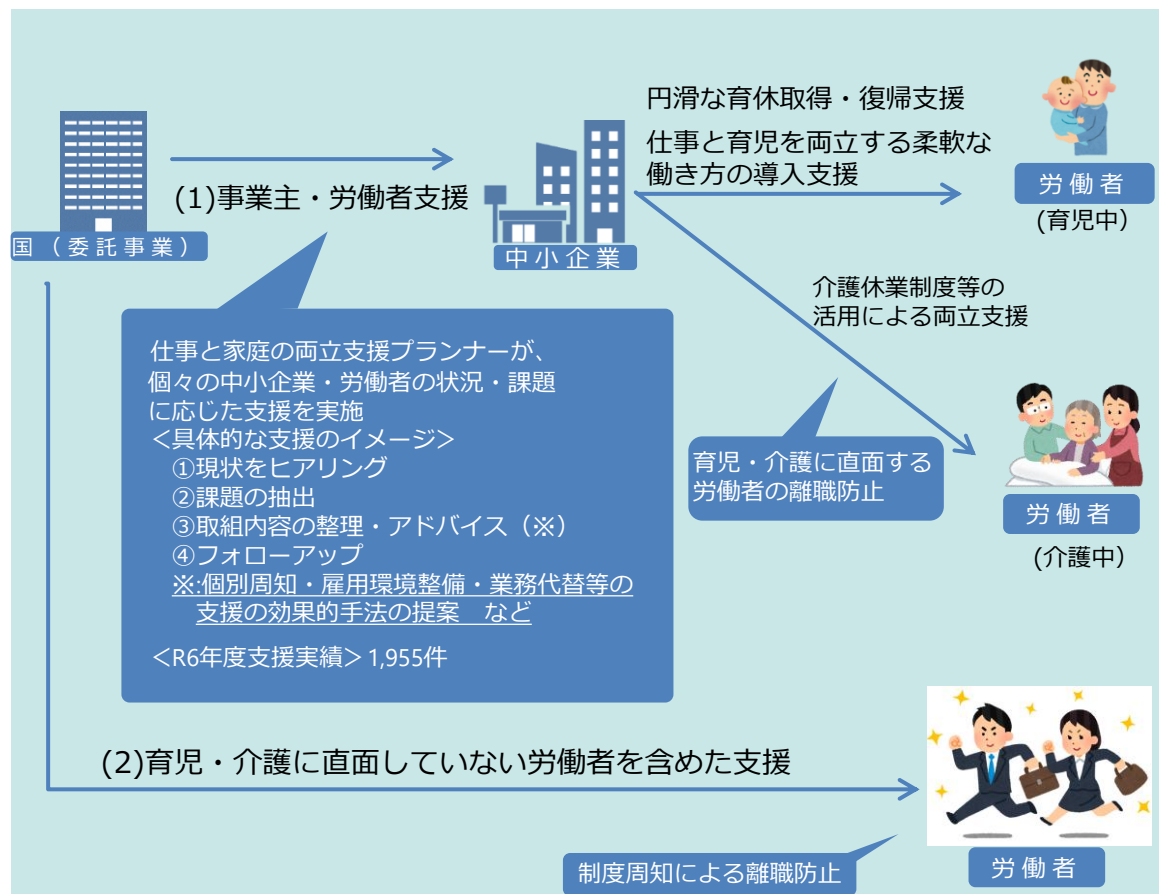 円滑な育休取得・復帰支援
仕事と育児を両立する柔軟な
働き方の導入支援
(1)事業主・労働者支援
国（委託事業）
中小企業
労働者
(育児中)
介護休業制度等の
活用による両立支援
仕事と家庭の両立支援プランナーが、
個々の中小企業・労働者の状況・課題
に応じた支援を実施
＜具体的な支援のイメージ＞
①現状をヒアリング
②課題の抽出
③取組内容の整理・アドバイス（※）
④フォローアップ
※:個別周知・雇用環境整備・業務代替等の
支援の効果的手法の提案　など
＜R6年度支援実績＞1,955件
育児・介護に直面する
労働者の離職防止
労働者
(介護中)
(2)育児・介護に直面していない労働者を含めた支援
制度周知による離職防止
労働者